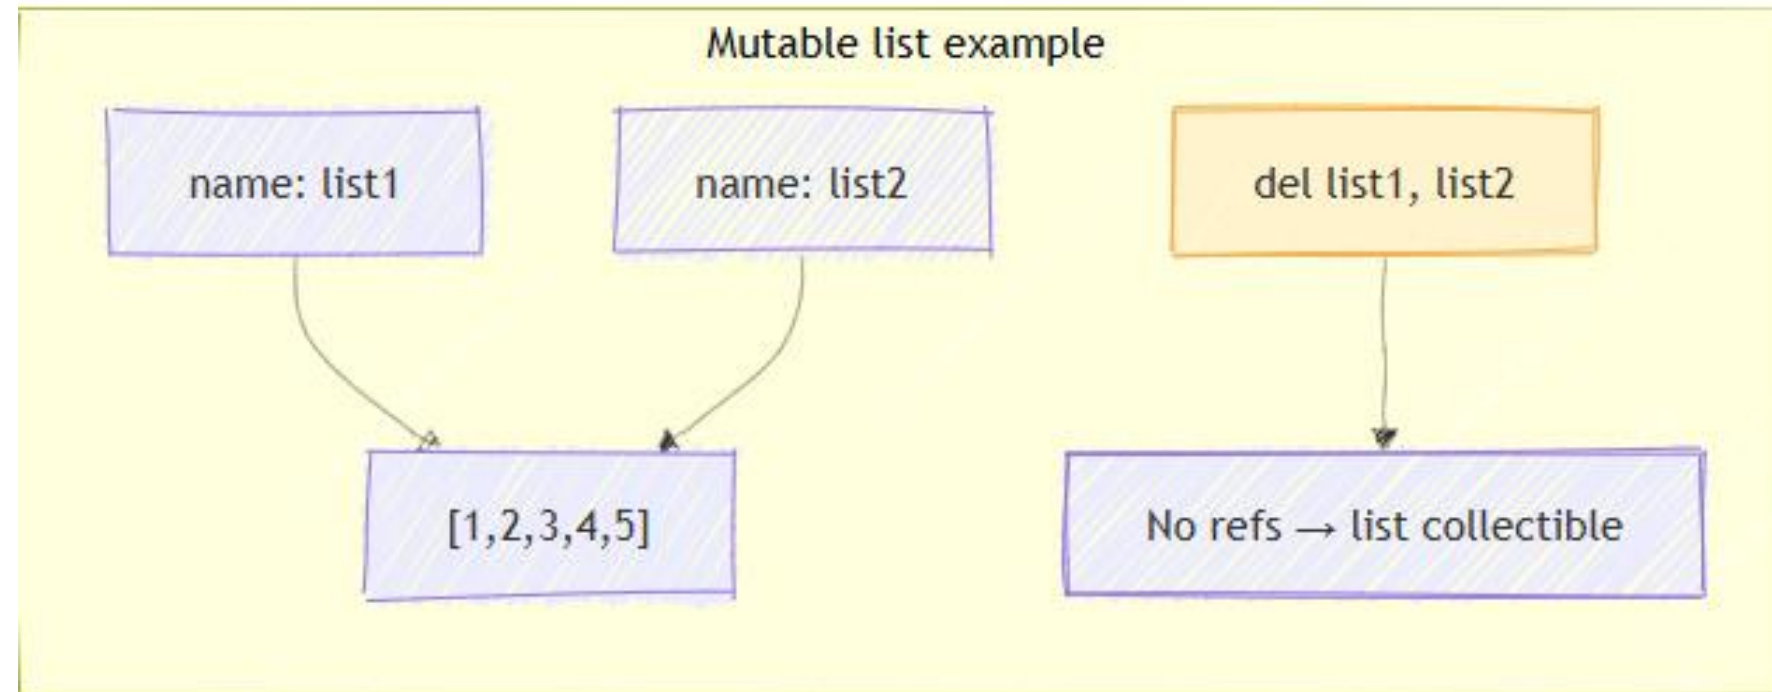 Mutable list example
name: list1
name: list2
del list1, list2
[1,2,3,4,5]
No refs → list collectible